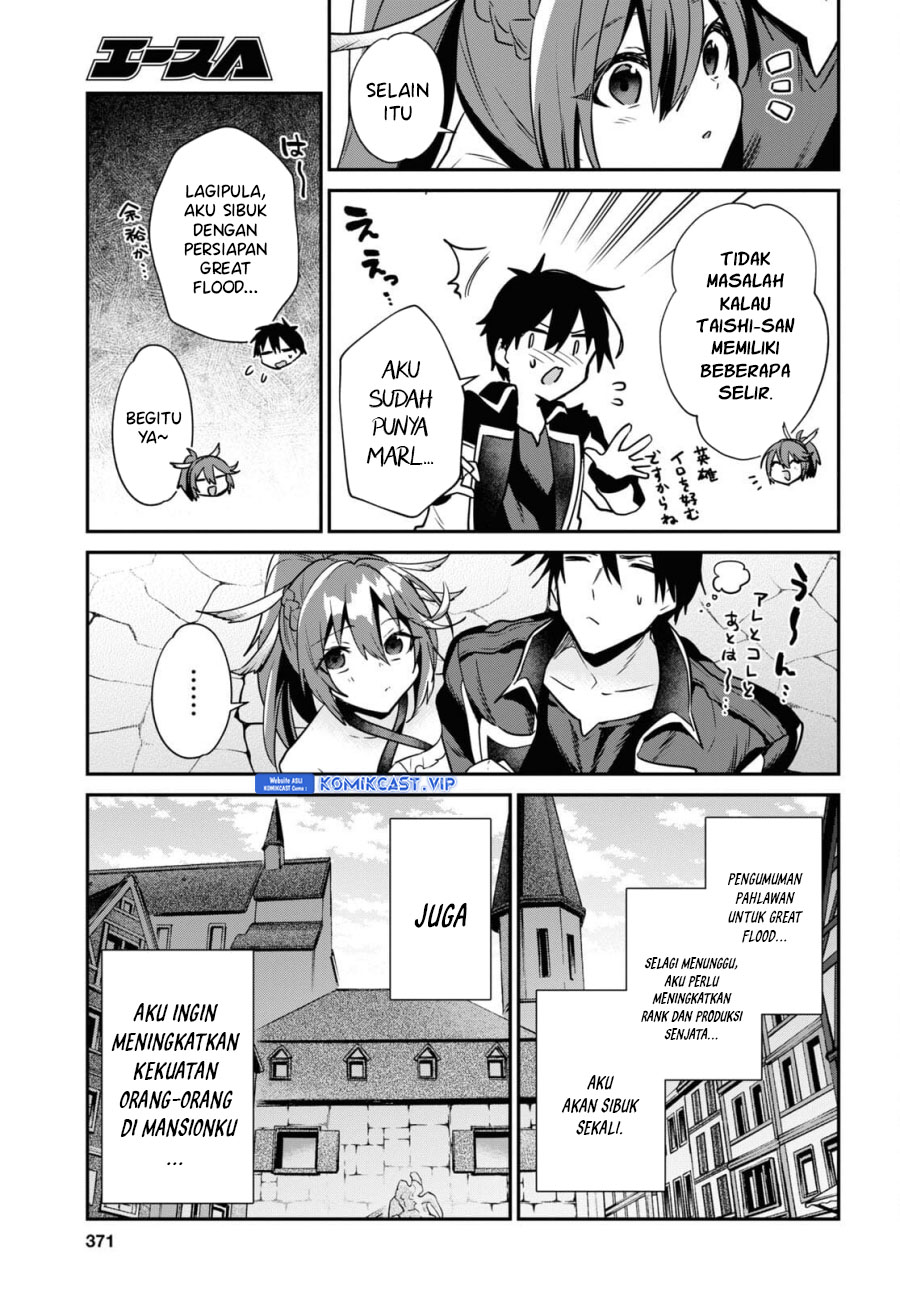 エースA
SELAIN
ITU
TIDAK
MASALAH
KALAU
TAISHI-SAN
MEMILIKI
BEBERAPA
SELIR.
英雄
イロを好む
ですからね
ええっ…
AKU
SUDAH
PUNYA
MARL...
は〜
LAGIPULA,
AKU SIBUK
DENGAN
PERSIAPAN
GREAT
FLOOD...
余裕が…
BEGITU
YA~
う〜ん…
アレとコレと
あとは〜…
......
Website ASLI
KOMIKCAST Cuma :
KOMIKCAST.VIP
PENGUMUMAN
PAHLAWAN
UNTUK GREAT
FLOOD...
SELAGI MENUNGGU,
AKU PERLU
MENINGKATKAN
RANK DAN PRODUKSI
SENJATA...
AKU
AKAN SIBUK
SEKALI.
JUGA
AKU INGIN
MENINGKATKAN
KEKUATAN
ORANG-ORANG
DI MANSIONKU
...
371